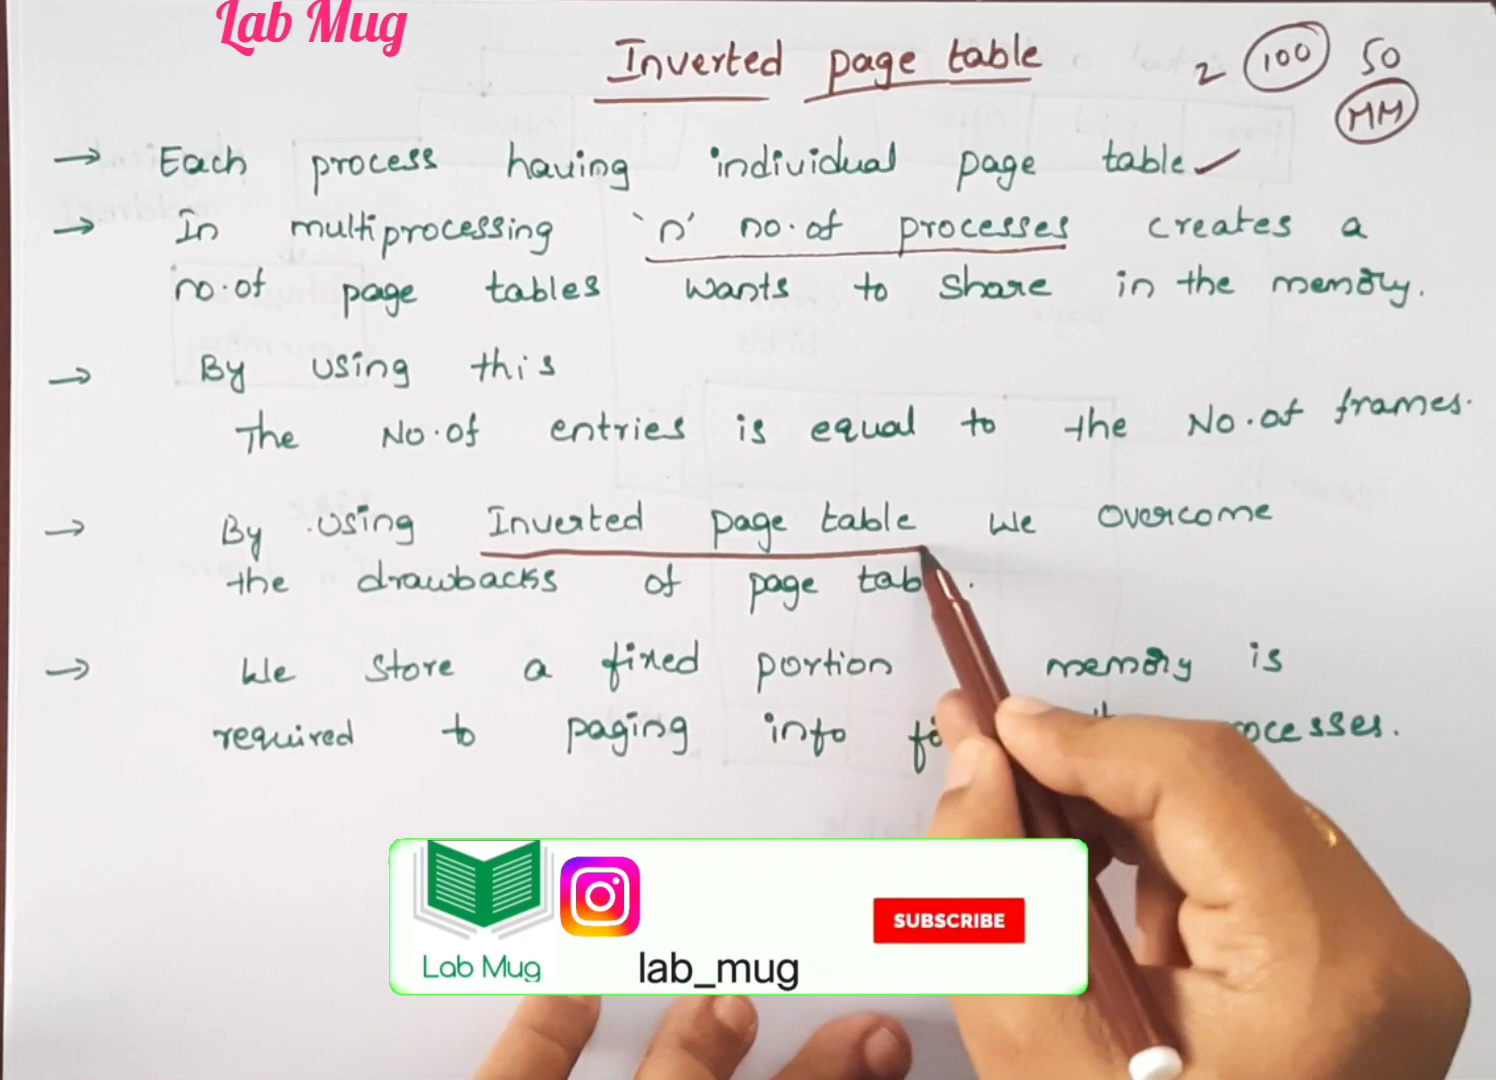 Lab Mug
Inverted page table
2 100 50
MM
→ Each process having individual page table
→ In multiprocessing 'n' no.of processes creates a
no.of page tables wants to share in the memory.
→ By using this
The No.of entries is equal to the No.of frames.
→ By using Inverted page table we overcome
the drawbacks of page tab .
→ We store a fixed portion memory is
required to paging info
SUBSCRIBE
Lab Mug
lab_mug